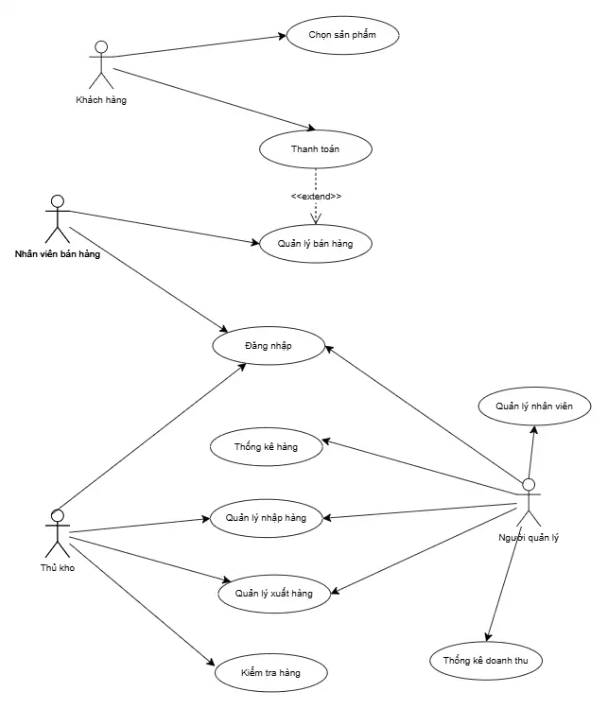 Chọn sản phẩm
Khách hàng
Thanh toán
<<extend>>
Nhân viên bán hàng
Quản lý bán hàng
Đăng nhập
Quản lý nhân viên
Thống kê hàng
Quản lý nhập hàng
Người quản lý
Thủ kho
Quản lý xuất hàng
Thống kê doanh thu
Kiểm tra hàng